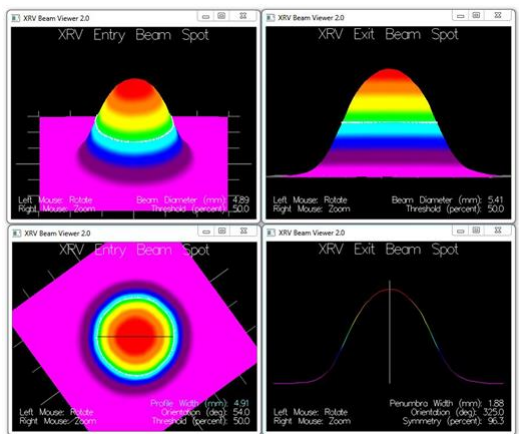 XRV Beam Viewer 2.0
XRV Entry Beam Spot
Left Mouse: Rotate
Right Mouse: Zoom
Beam Diameter (mm): 4.89
Threshold (percent): 50.0
XRV Beam Viewer 2.0
XRV Exit Beam Spot
Left Mouse: Rotate
Right Mouse: Zoom
Beam Diameter (mm): 5.41
Threshold (percent): 50.0
XRV Beam Viewer 2.0
XRV Entry Beam Spot
Left Mouse: Rotate
Right Mouse: Zoom
Profile Width (mm): 4.91
Orientation (deg): 54.0
Threshold (percent): 50.0
XRV Beam Viewer 2.0
XRV Exit Beam Spot
Left Mouse: Rotate
Right Mouse: Zoom
Penumbra Width (mm): 1.88
Orientation (deg): 325.0
Symmetry (percent): 96.3